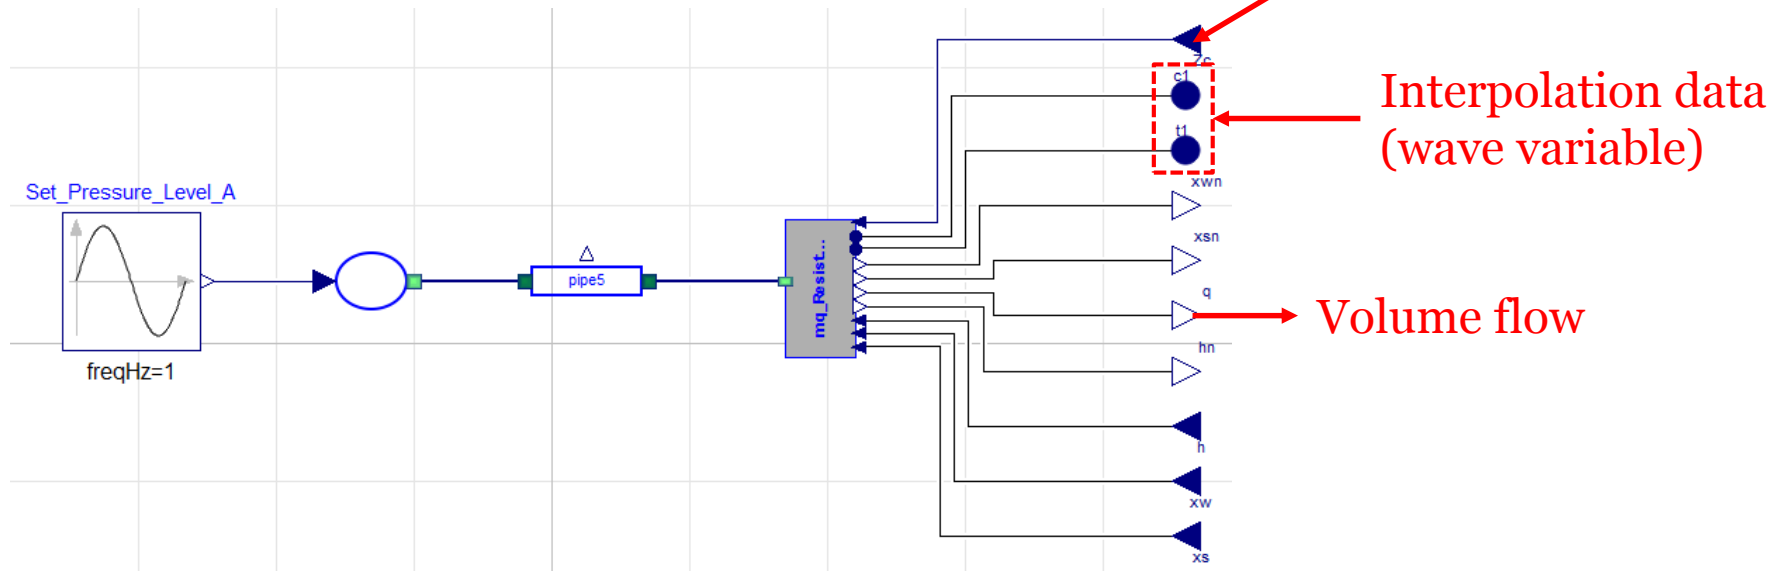 Zc
c1
Interpolation data
(wave variable)
t1
xwn
Set_Pressure_Level_A
xsn
pipe5
mq_Resist...
q
Volume flow
hn
freqHz=1
h
xw
xs